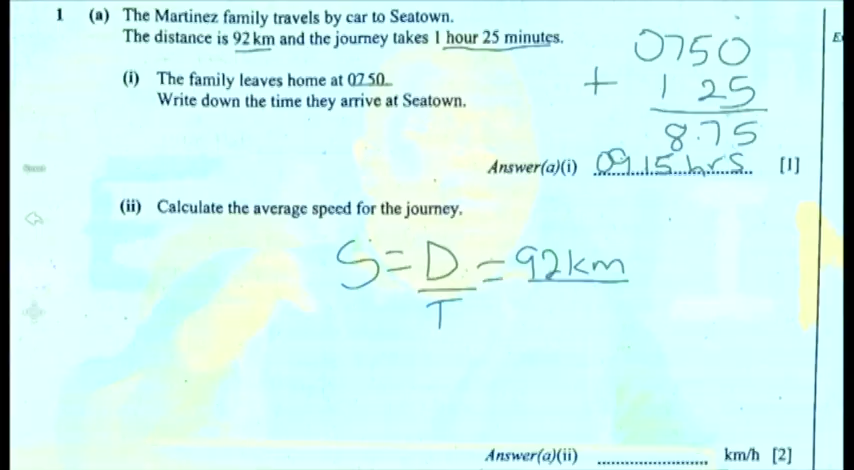 1 (a) The Martinez family travels by car to Seatown.
The distance is 92 km and the journey takes 1 hour 25 minutes.
(i) The family leaves home at 07 50.
Write down the time they arrive at Seatown.
0750
+ 1 25
8.75
Answer(a)(i) 09.15 hrs [1]
(ii) Calculate the average speed for the journey.
S = D = 92km
T
Answer(a)(ii) .......................... km/h [2]